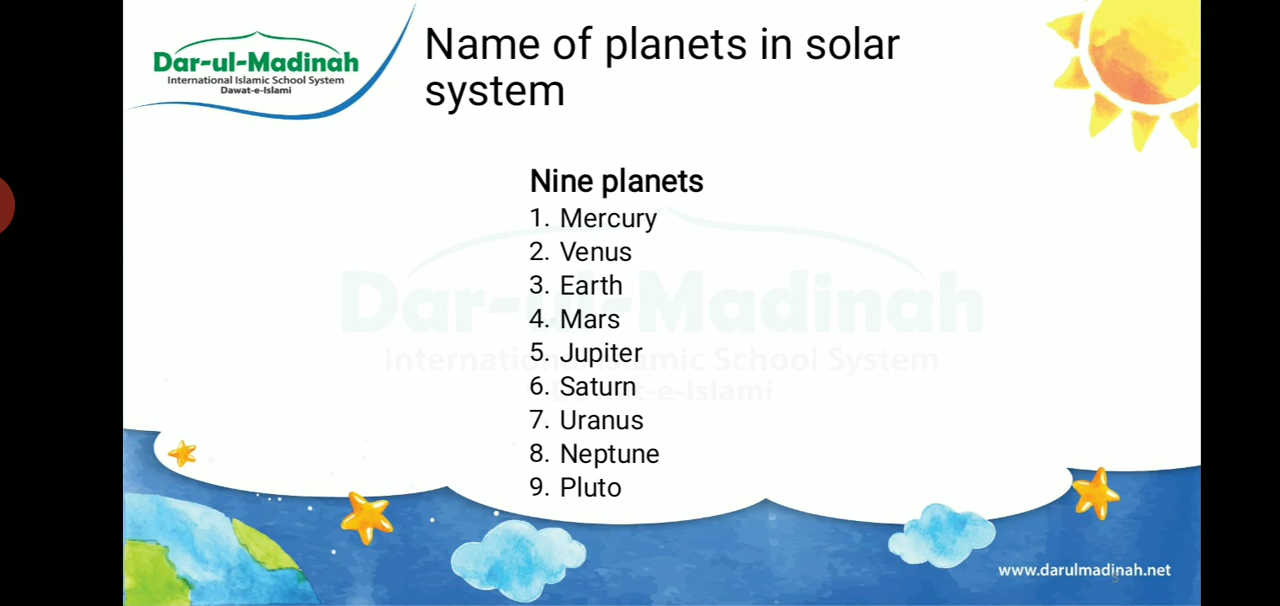 Dar-ul-Madinah
International Islamic School System
Dawat-e-Islami
Name of planets in solar
system
Nine planets
1. Mercury
2. Venus
3. Earth
4. Mars
5. Jupiter
6. Saturn
7. Uranus
8. Neptune
9. Pluto
Dar-ul-Madinah
International Islamic School System
Dawat-e-Islami
www.darulmadinah.net